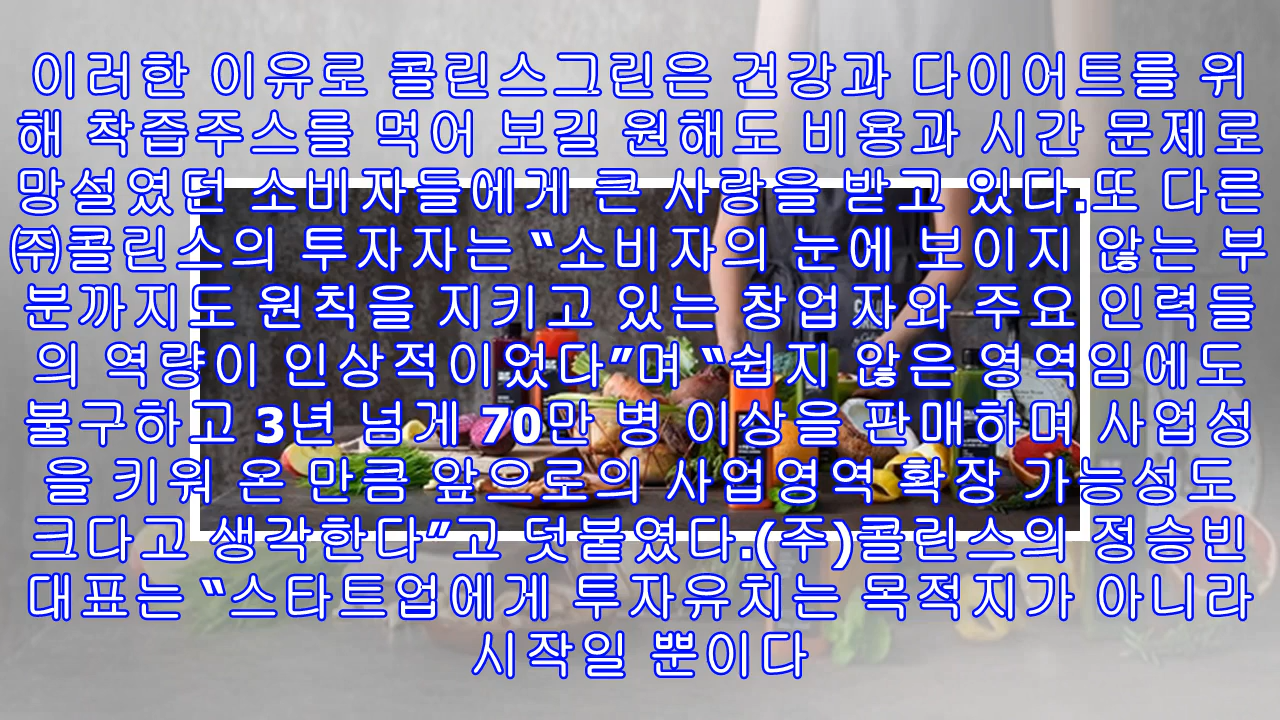 이러한 이유로 콜린스그린은 건강과 다이어트를 위
해 착즙주스를 먹어 보길 원해도 비용과 시간 문제로
망설였던 소비자들에게 큰 사랑을 받고 있다.또 다른
㈜콜린스의 투자자는 “소비자의 눈에 보이지 않는 부
분까지도 원칙을 지키고 있는 창업자와 주요 인력들
의 역량이 인상적이었다”며 “쉽지 않은 영역임에도
불구하고 3년 넘게 70만 병 이상을 판매하며 사업성
을 키워 온 만큼 앞으로의 사업영역 확장 가능성도
크다고 생각한다”고 덧붙였다.(주)콜린스의 정승빈
대표는 “스타트업에게 투자유치는 목적지가 아니라
시작일 뿐이다